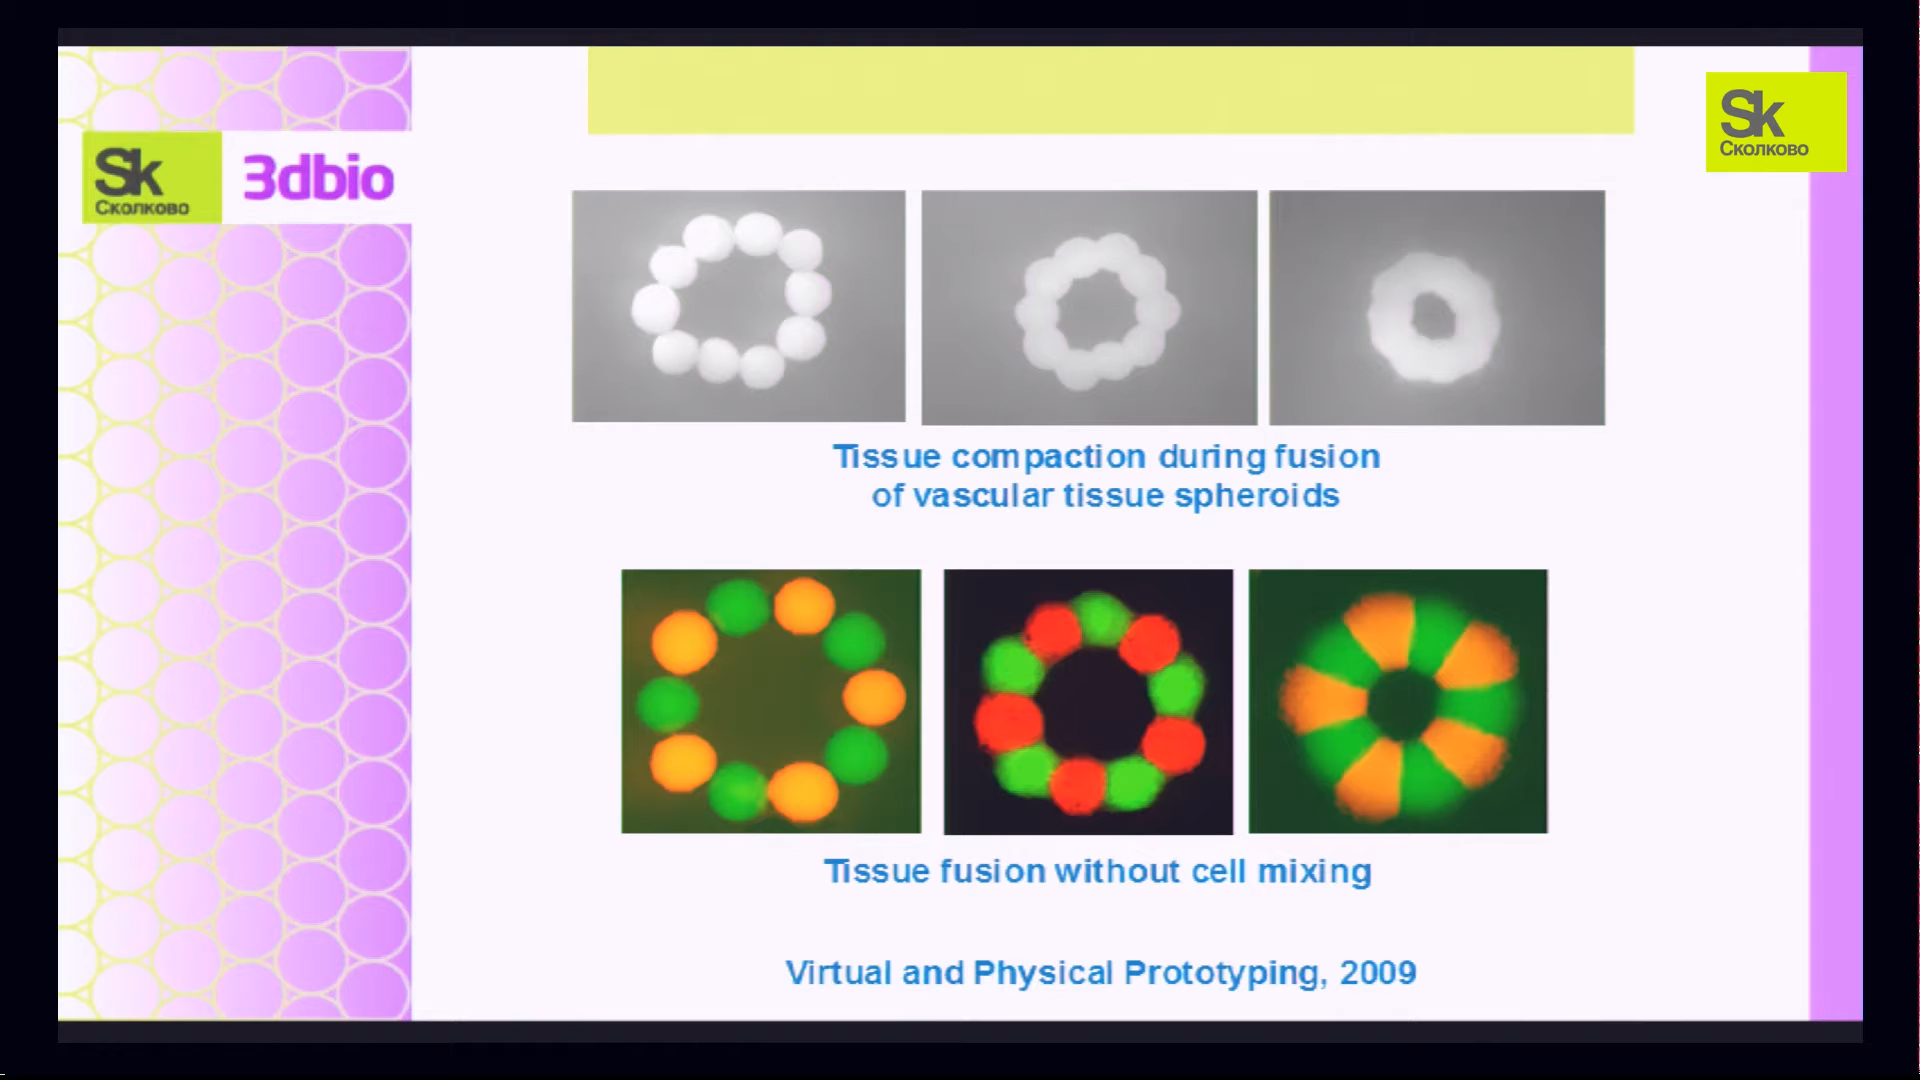 Sk
Сколково
3dbio
Sk
Сколково
Tissue compaction during fusion
of vascular tissue spheroids
Tissue fusion without cell mixing
Virtual and Physical Prototyping, 2009